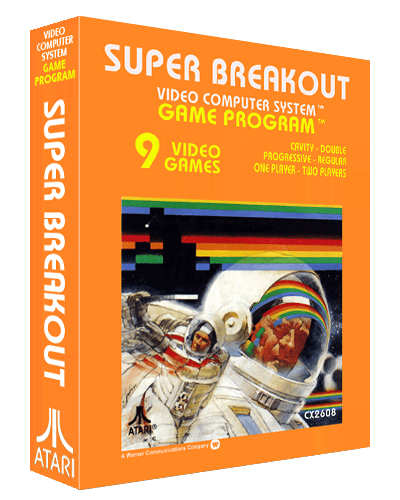 VIDEO
COMPUTER
SYSTEM
GAME
PROGRAM
SUPER BREAKOUT
ATARI
SUPER BREAKOUT
VIDEO COMPUTER SYSTEM™
GAME PROGRAM™
9 VIDEO
GAMES
CAVITY - DOUBLE
PROGRESSIVE - REGULAR
ONE PLAYER - TWO PLAYERS
ATARI®
CX2608
A Warner Communications Company